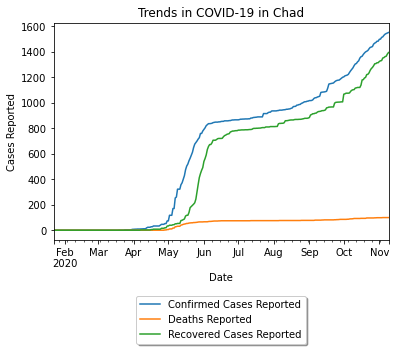 Trends in COVID-19 in Chad
1600
1400
1200
1000
800
600
400
200
0
Cases Reported
Feb Mar Apr May Jun Jul Aug Sep Oct Nov
2020
Date
Confirmed Cases Reported
Deaths Reported
Recovered Cases Reported